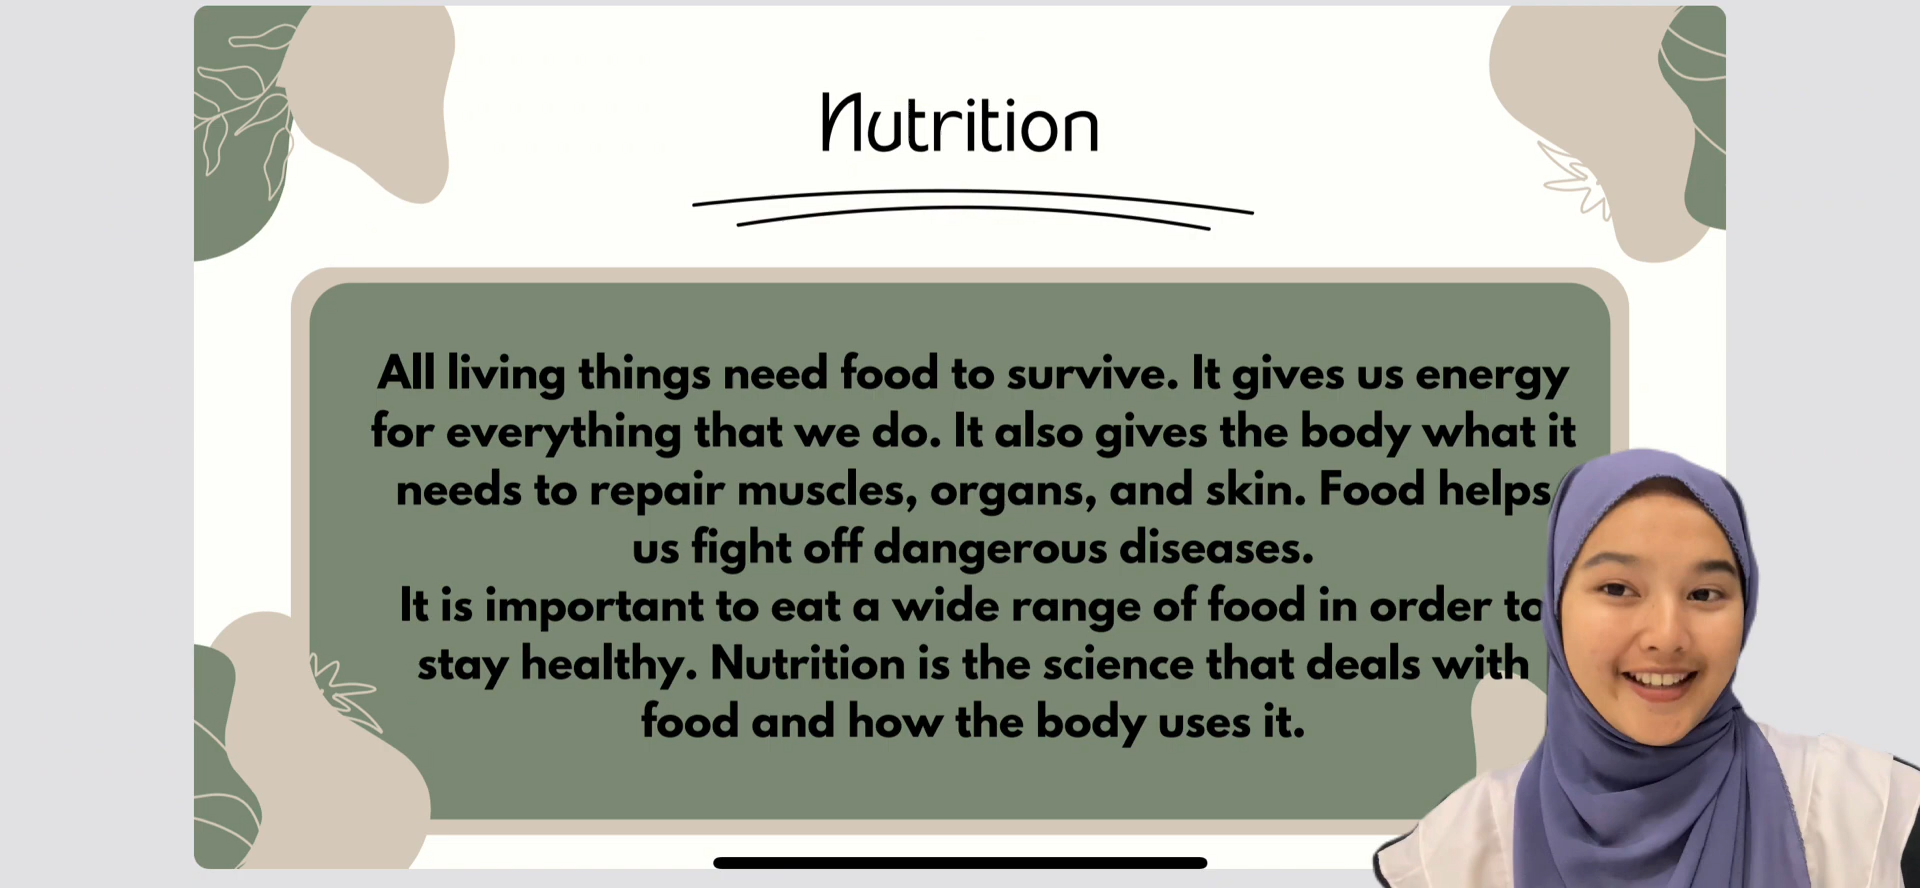 Nutrition
All living things need food to survive. It gives us energy
for everything that we do. It also gives the body what it
needs to repair muscles, organs, and skin. Food helps
us fight off dangerous diseases.
It is important to eat a wide range of food in order to
stay healthy. Nutrition is the science that deals with
food and how the body uses it.